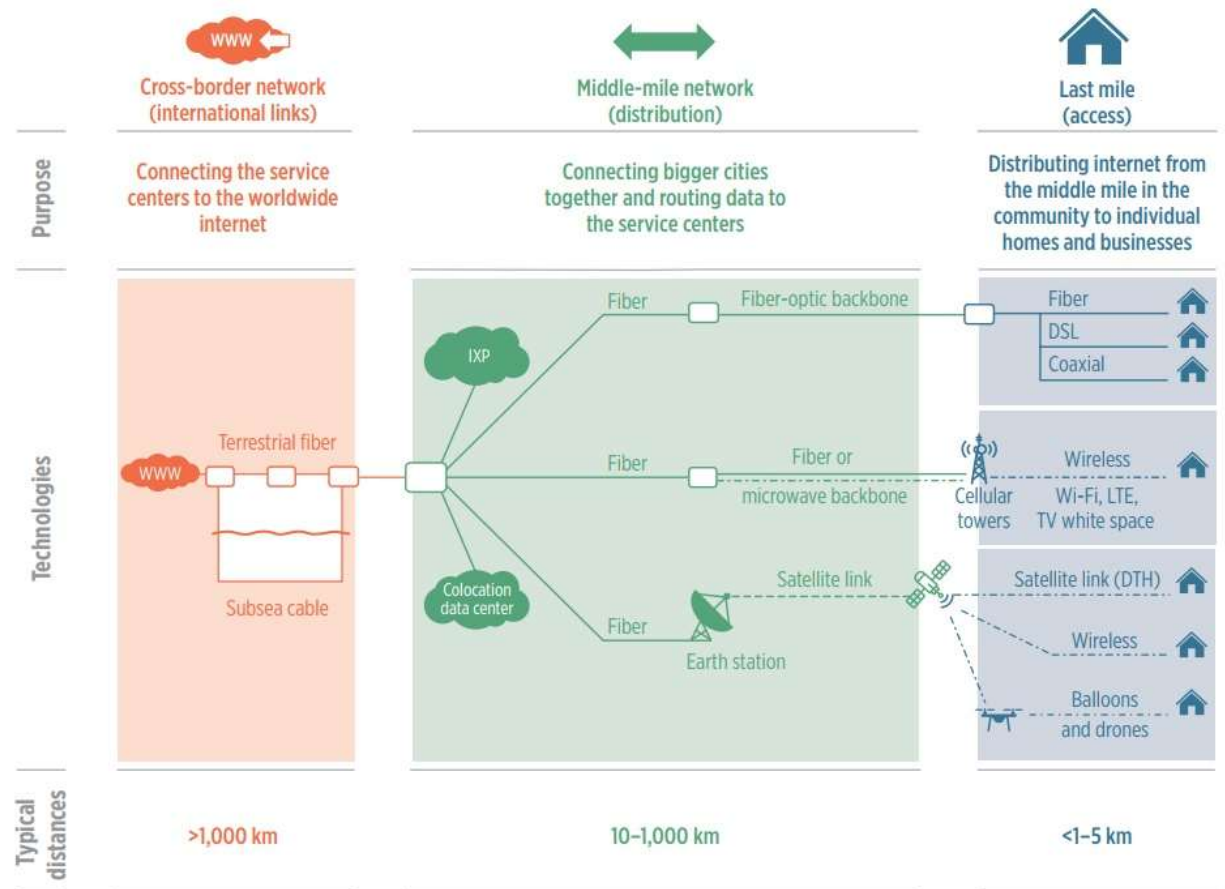 WWW
Cross-border network
(international links)
Middle-mile network
(distribution)
Last mile
(access)
Purpose
Connecting the service
centers to the worldwide
internet
Connecting bigger cities
together and routing data to
the service centers
Distributing internet from
the middle mile in the
community to individual
homes and businesses
Technologies
WWW
Terrestrial fiber
Subsea cable
IXP
Colocation
data center
Fiber
Fiber-optic backbone
Fiber
Fiber or
microwave backbone
Fiber
Earth station
Satellite link
Fiber
DSL
Coaxial
Cellular
towers
Wireless
Wi-Fi, LTE,
TV white space
Satellite link (DTH)
Wireless
Balloons
and drones
Typical
distances
>1,000 km
10–1,000 km
<1–5 km